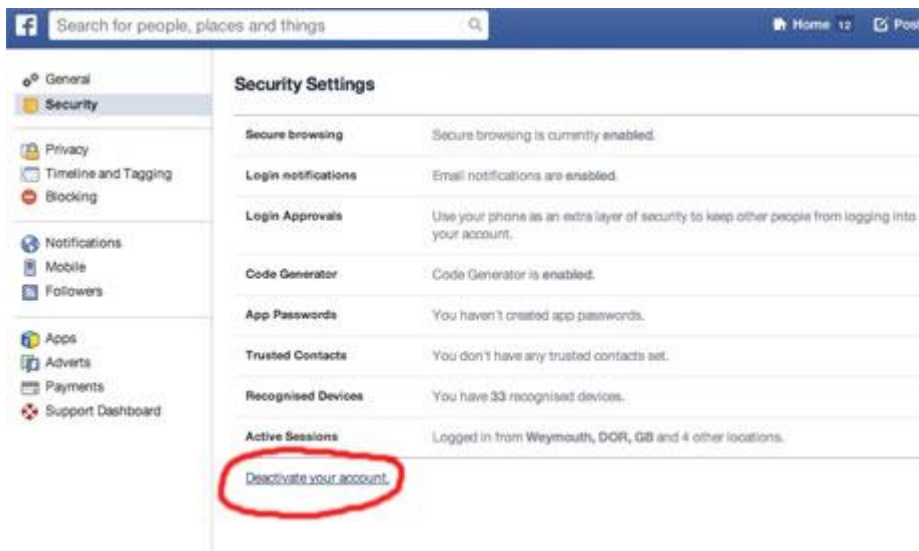 f Search for people, places and things Home 12 Post
General
Security
Privacy
Timeline and Tagging
Blocking
Notifications
Mobile
Followers
Apps
Adverts
Payments
Support Dashboard
Security Settings
Secure browsing Secure browsing is currently enabled.
Login notifications Email notifications are enabled.
Login Approvals Use your phone as an extra layer of security to keep other people from logging into
your account.
Code Generator Code Generator is enabled.
App Passwords You haven't created app passwords.
Trusted Contacts You don't have any trusted contacts set.
Recognised Devices You have 33 recognised devices.
Active Sessions Logged in from Weymouth, DOR, GB and 4 other locations.
Deactivate your account.